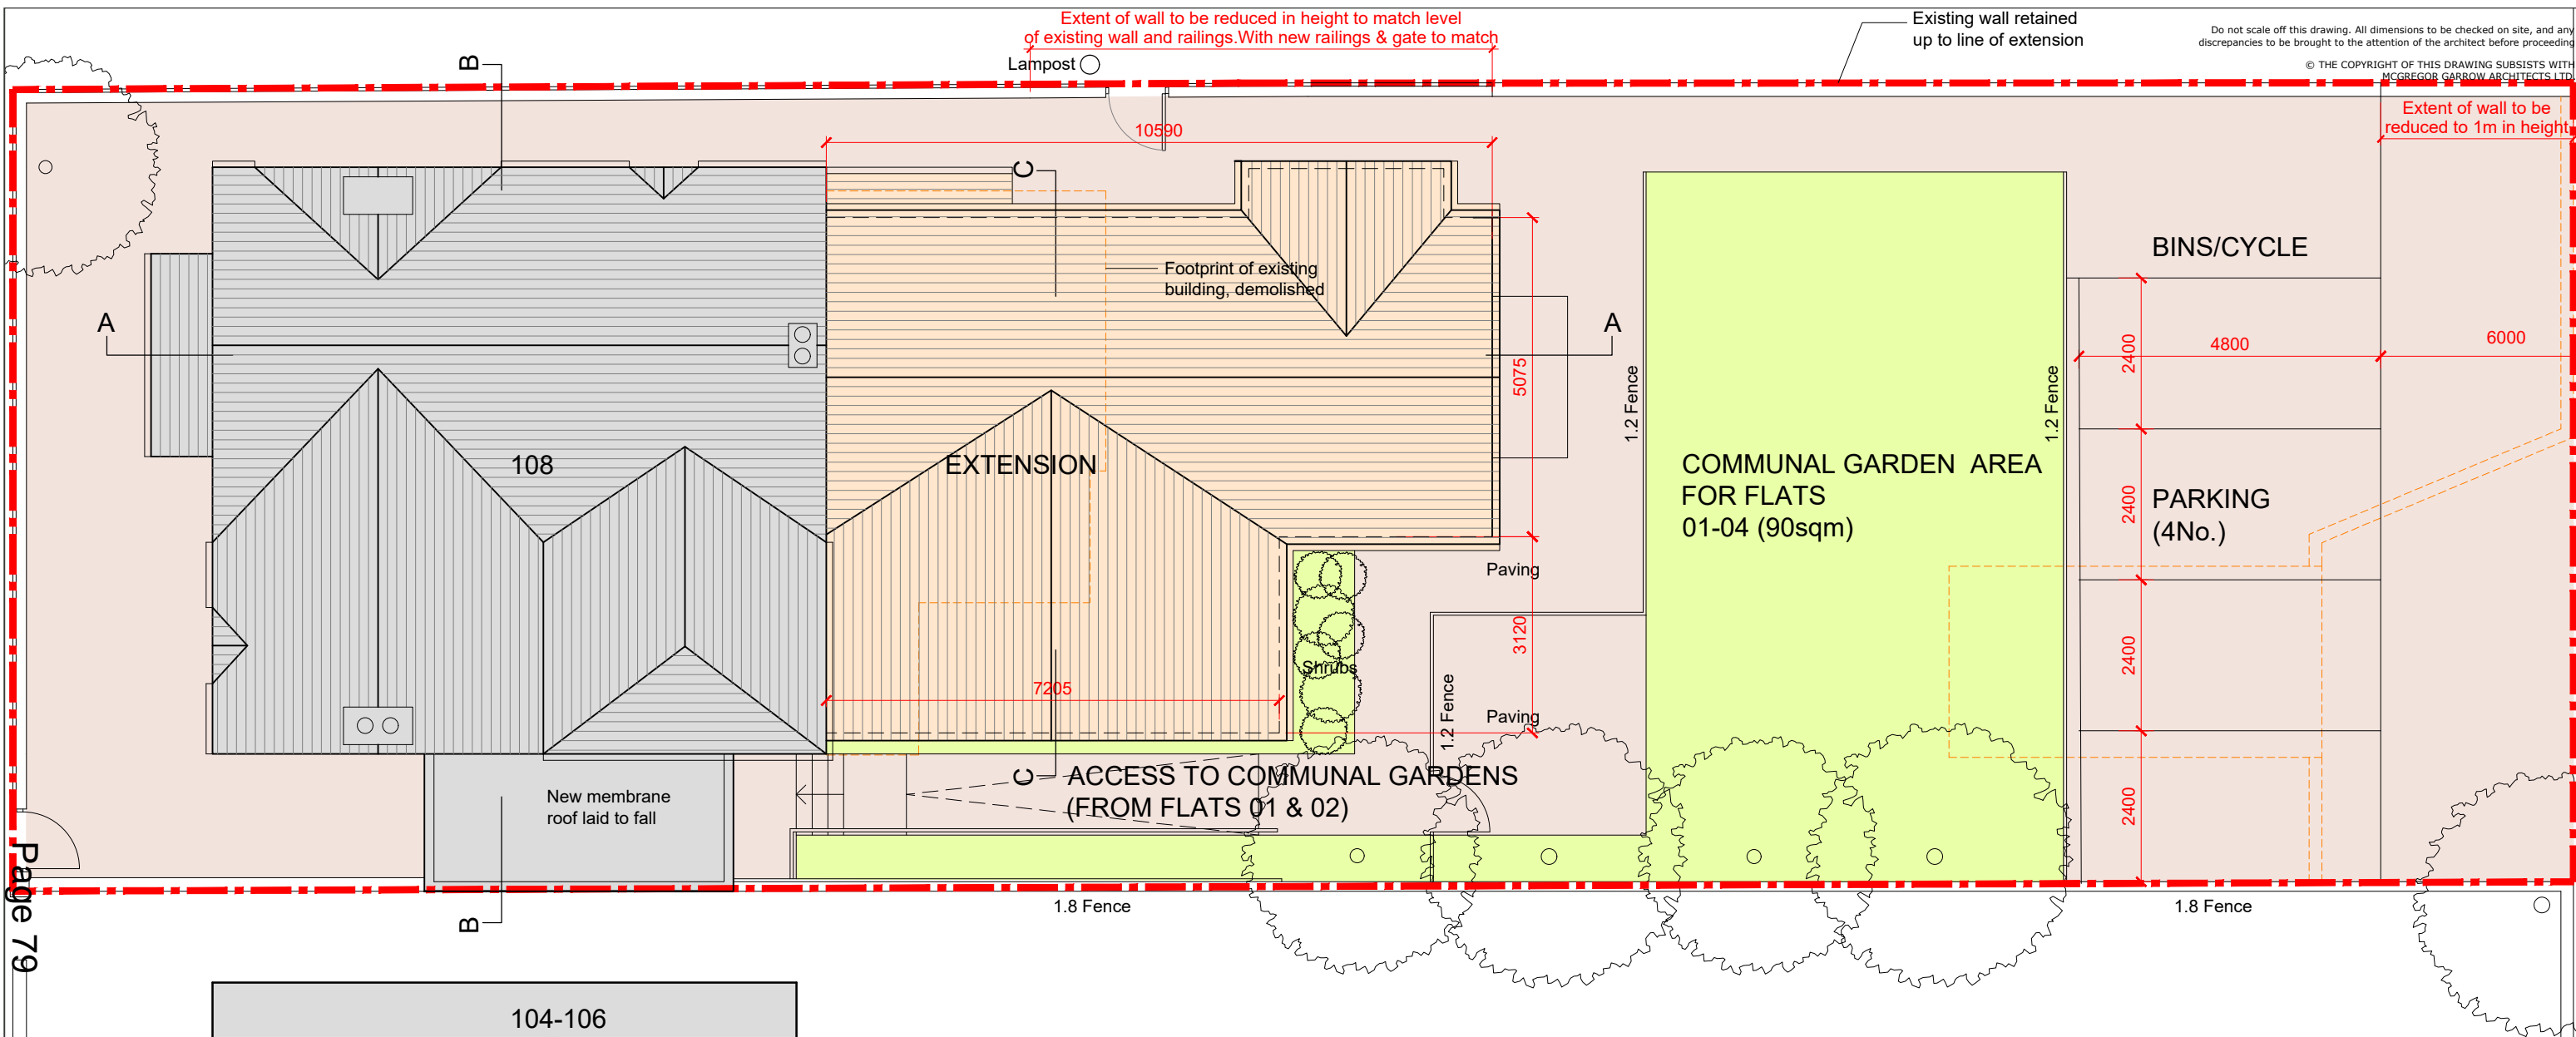 Extent of wall to be reduced in height to match level
of existing wall and railings.With new railings & gate to match
Existing wall retained
up to line of extension
Do not scale off this drawing. All dimensions to be checked on site, and any
discrepancies to be brought to the attention of the architect before proceeding
© THE COPYRIGHT OF THIS DRAWING SUBSISTS WITH
MCGREGOR GARROW ARCHITECTS LTD.
Lampost
B
Extent of wall to be
reduced to 1m in height
10590
C
Footprint of existing
building, demolished
BINS/CYCLE
A
A
2400
4800
6000
5075
1.2 Fence
1.2 Fence
108
EXTENSION
COMMUNAL GARDEN AREA
FOR FLATS
01-04 (90sqm)
2400
PARKING
(4No.)
Paving
3120
2400
Shrubs
7205
1.2 Fence
Paving
C
ACCESS TO COMMUNAL GARDENS
(FROM FLATS 01 & 02)
New membrane
roof laid to fall
2400
Page 79
B
1.8 Fence
1.8 Fence
104-106